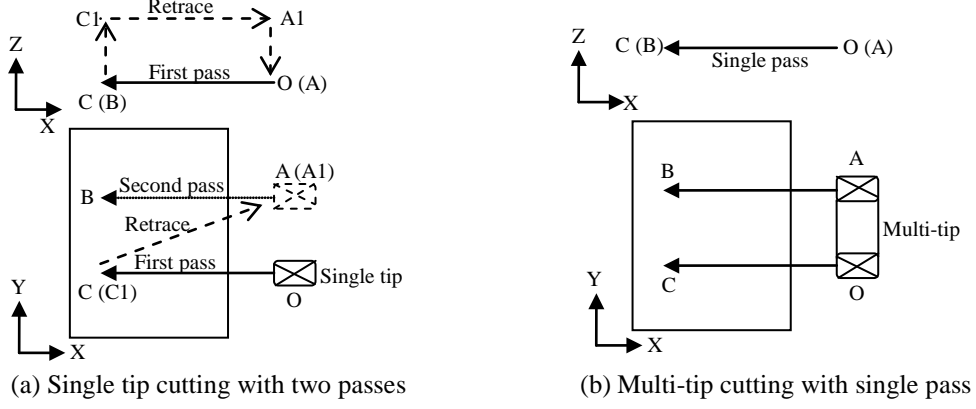 C1 Retrace A1
Z
First pass O (A)
C (B)
X
A (A1)
B Second pass
Retrace
First pass Single tip
C (C1) O
Y
X
(a) Single tip cutting with two passes
C (B) O (A)
Z
Single pass
X
A
B
Multi-tip
C O
Y
X
(b) Multi-tip cutting with single pass